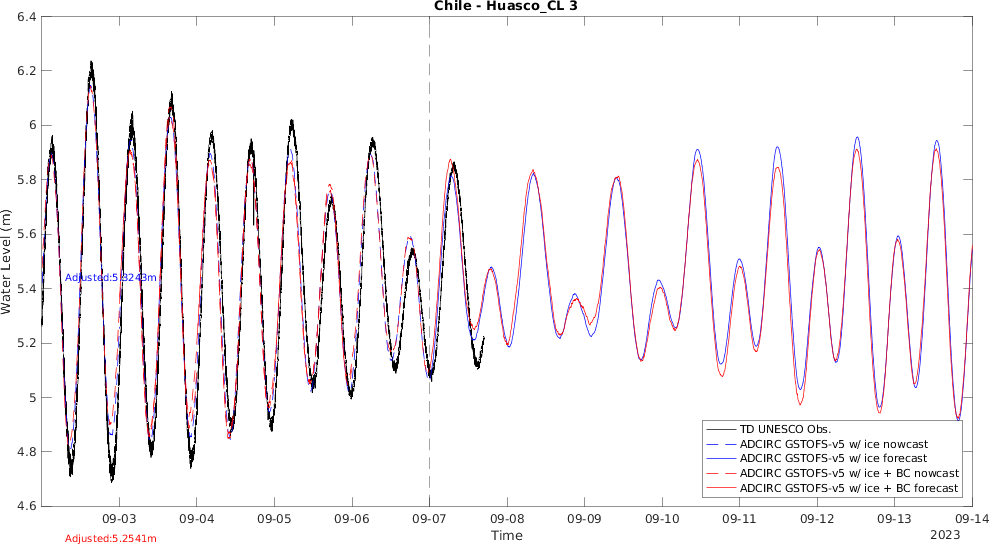 Chile - Huasco_CL 3
6.4
6.2
6
5.8
5.6
5.4
5.2
5
4.8
4.6
Water Level (m)
Adjusted:5.3243m
TD UNESCO Obs.
ADCIRC GSTOFS-v5 w/ ice nowcast
ADCIRC GSTOFS-v5 w/ ice forecast
ADCIRC GSTOFS-v5 w/ ice + BC nowcast
ADCIRC GSTOFS-v5 w/ ice + BC forecast
09-03 09-04 09-05 09-06 09-07 09-08 09-09 09-10 09-11 09-12 09-13 09-14
Time
2023
Adjusted:5.2541m